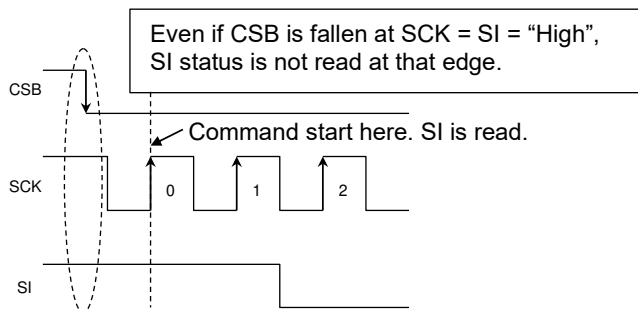 Even if CSB is fallen at SCK = SI = “High”,
SI status is not read at that edge.
CSB
Command start here. SI is read.
SCK
0
1
2
SI